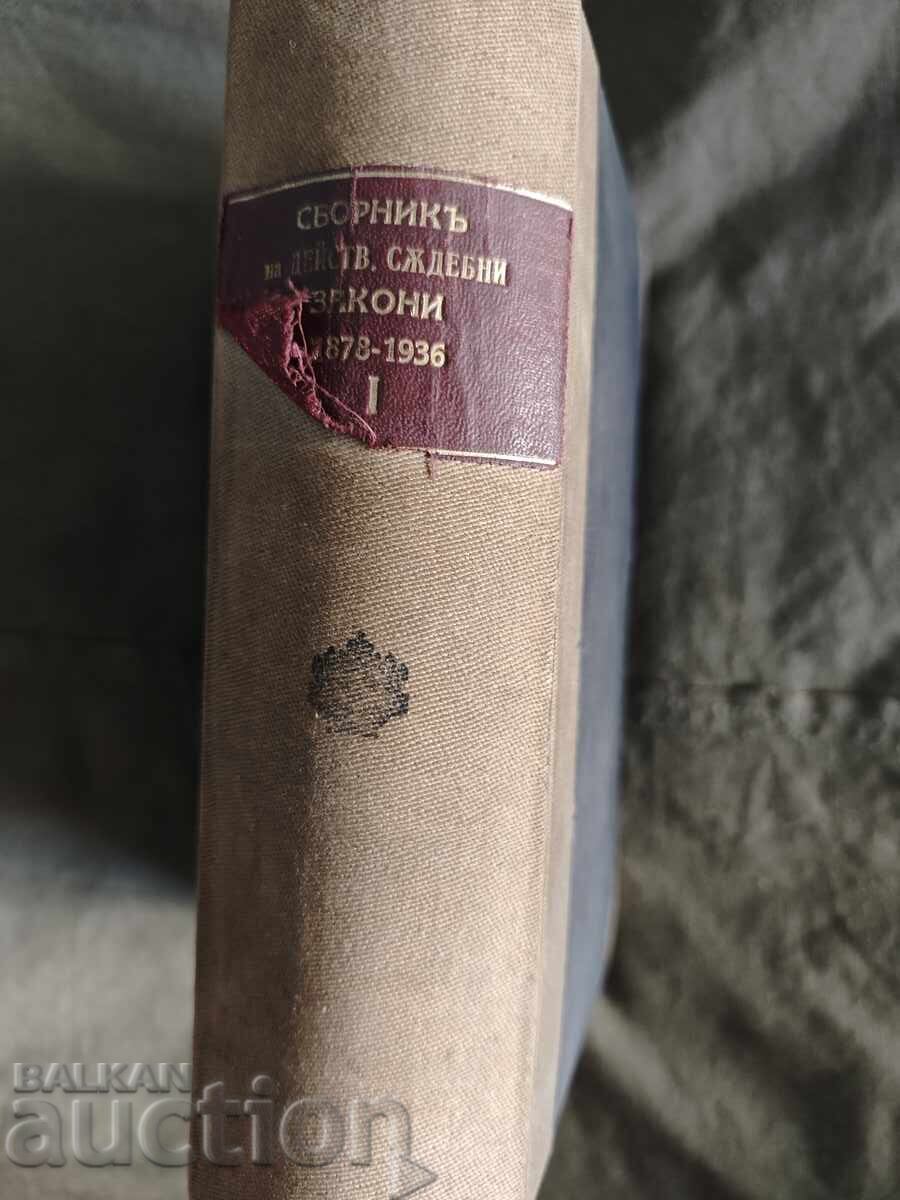 СБОРНИКЪ
на ДЕЙСТВ. СѪДЕБНИ
ЗАКОНИ
1878-1936
I
BALKAN
auction